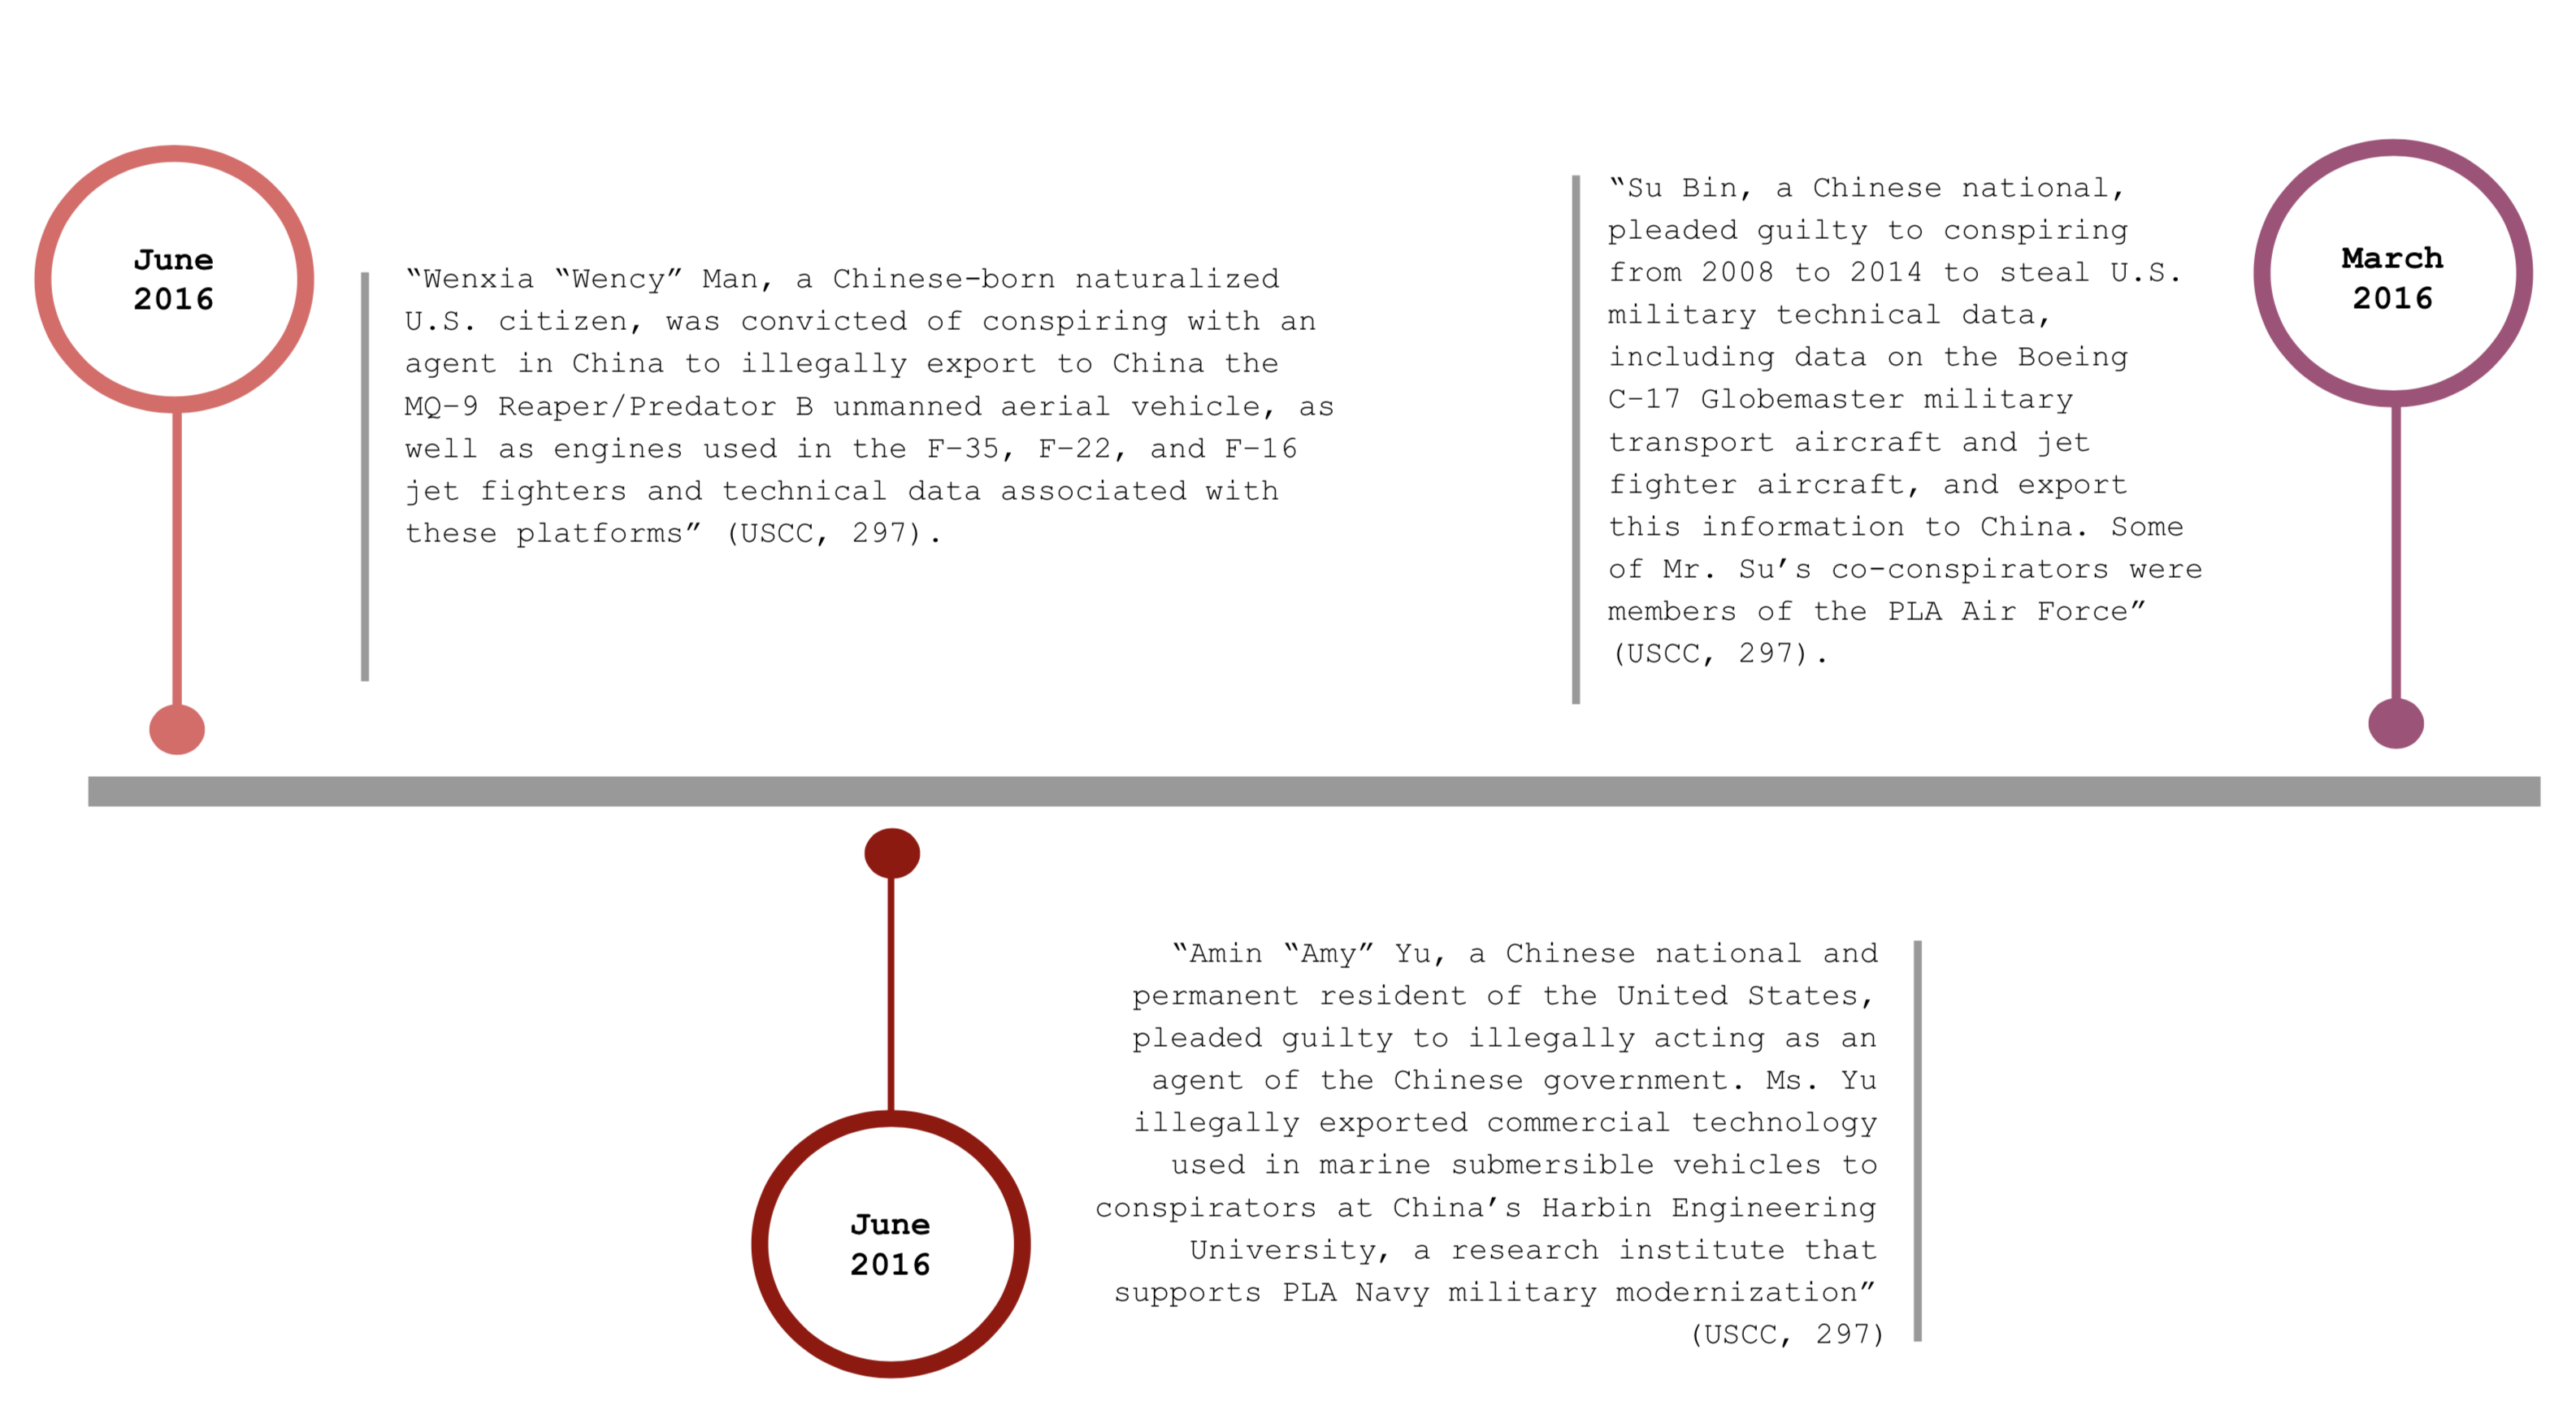 June
2016
“Wenxia “Wency” Man, a Chinese-born naturalized
U.S. citizen, was convicted of conspiring with an
agent in China to illegally export to China the
MQ–9 Reaper/Predator B unmanned aerial vehicle, as
well as engines used in the F–35, F–22, and F–16
jet fighters and technical data associated with
these platforms” (USCC, 297).
“Su Bin, a Chinese national,
pleaded guilty to conspiring
from 2008 to 2014 to steal U.S.
military technical data,
including data on the Boeing
C–17 Globemaster military
transport aircraft and jet
fighter aircraft, and export
this information to China. Some
of Mr. Su’s co-conspirators were
members of the PLA Air Force”
(USCC, 297).
March
2016
June
2016
“Amin “Amy” Yu, a Chinese national and
permanent resident of the United States,
pleaded guilty to illegally acting as an
agent of the Chinese government. Ms. Yu
illegally exported commercial technology
used in marine submersible vehicles to
conspirators at China’s Harbin Engineering
University, a research institute that
supports PLA Navy military modernization”
(USCC, 297)